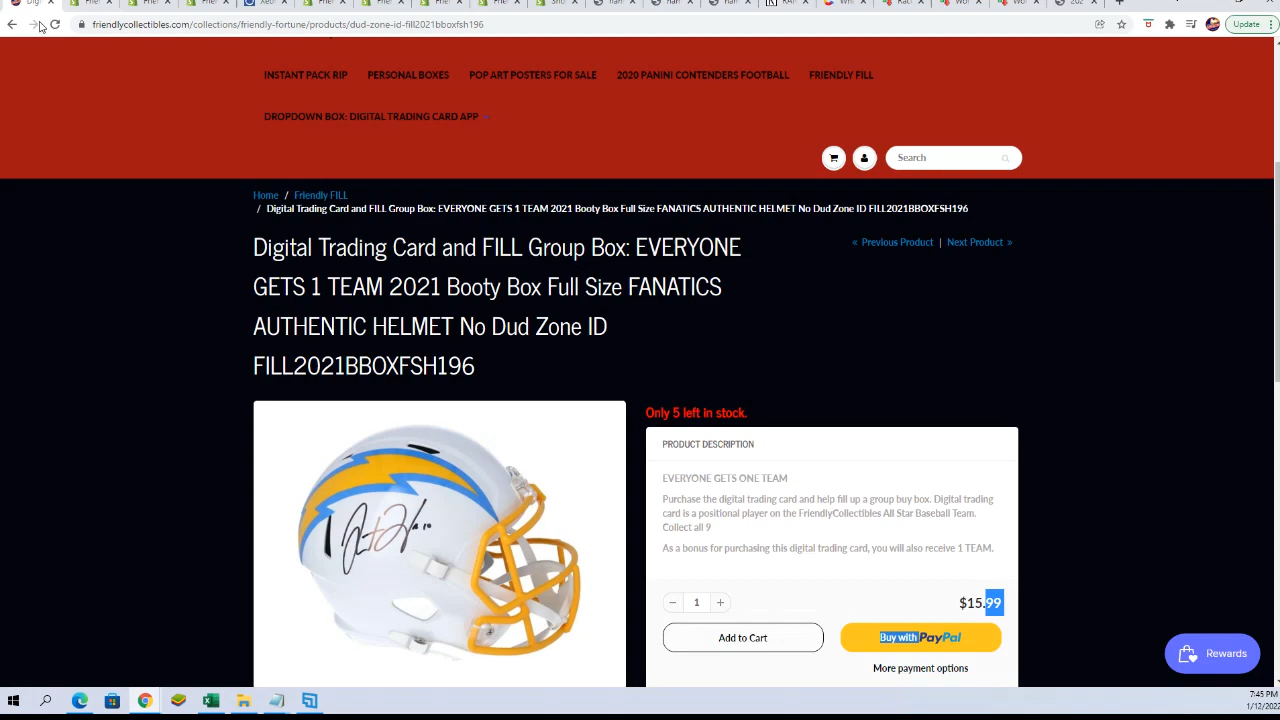 friendlycollectibles.com/collections/friendly-fortune/products/dud-zone-id-fill2021bboxfsh196
Update
INSTANT PACK RIP PERSONAL BOXES POP ART POSTERS FOR SALE 2020 PANINI CONTENDERS FOOTBALL FRIENDLY FILL
DROPDOWN BOX: DIGITAL TRADING CARD APP
Search
Home / Friendly FILL
/ Digital Trading Card and FILL Group Box: EVERYONE GETS 1 TEAM 2021 Booty Box Full Size FANATICS AUTHENTIC HELMET No Dud Zone ID FILL2021BBOXFSH196
Digital Trading Card and FILL Group Box: EVERYONE
GETS 1 TEAM 2021 Booty Box Full Size FANATICS
AUTHENTIC HELMET No Dud Zone ID
FILL2021BBOXFSH196
« Previous Product | Next Product »
Only 5 left in stock.
PRODUCT DESCRIPTION
EVERYONE GETS ONE TEAM
Purchase the digital trading card and help fill up a group buy box. Digital trading
card is a positional player on the FriendlyCollectibles All Star Baseball Team.
Collect all 9
As a bonus for purchasing this digital trading card, you will also receive 1 TEAM.
− 1 + $15.99
Add to Cart Buy with PayPal
More payment options
Rewards
7:45 PM
1/12/2022